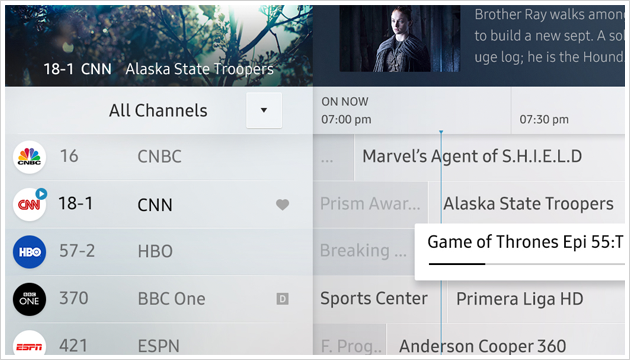 Brother Ray walks amon
to build a new sept. A so
uge log; he is the Hound
18-1 CNN Alaska State Troopers
All Channels
ON NOW
07:00 pm
07:30 pm
CNBC
16 CNBC
... Marvel's Agent of S.H.I.E.L.D
CNN
18-1 CNN
Prism Awar... Alaska State Troopers
HBO
57-2 HBO
Breaking ... Game of Thrones Epi 55:T
BBC
ONE
370 BBC One D
Sports Center Primera Liga HD
ESPN
421 ESPN
F. Prog.. Anderson Cooper 360